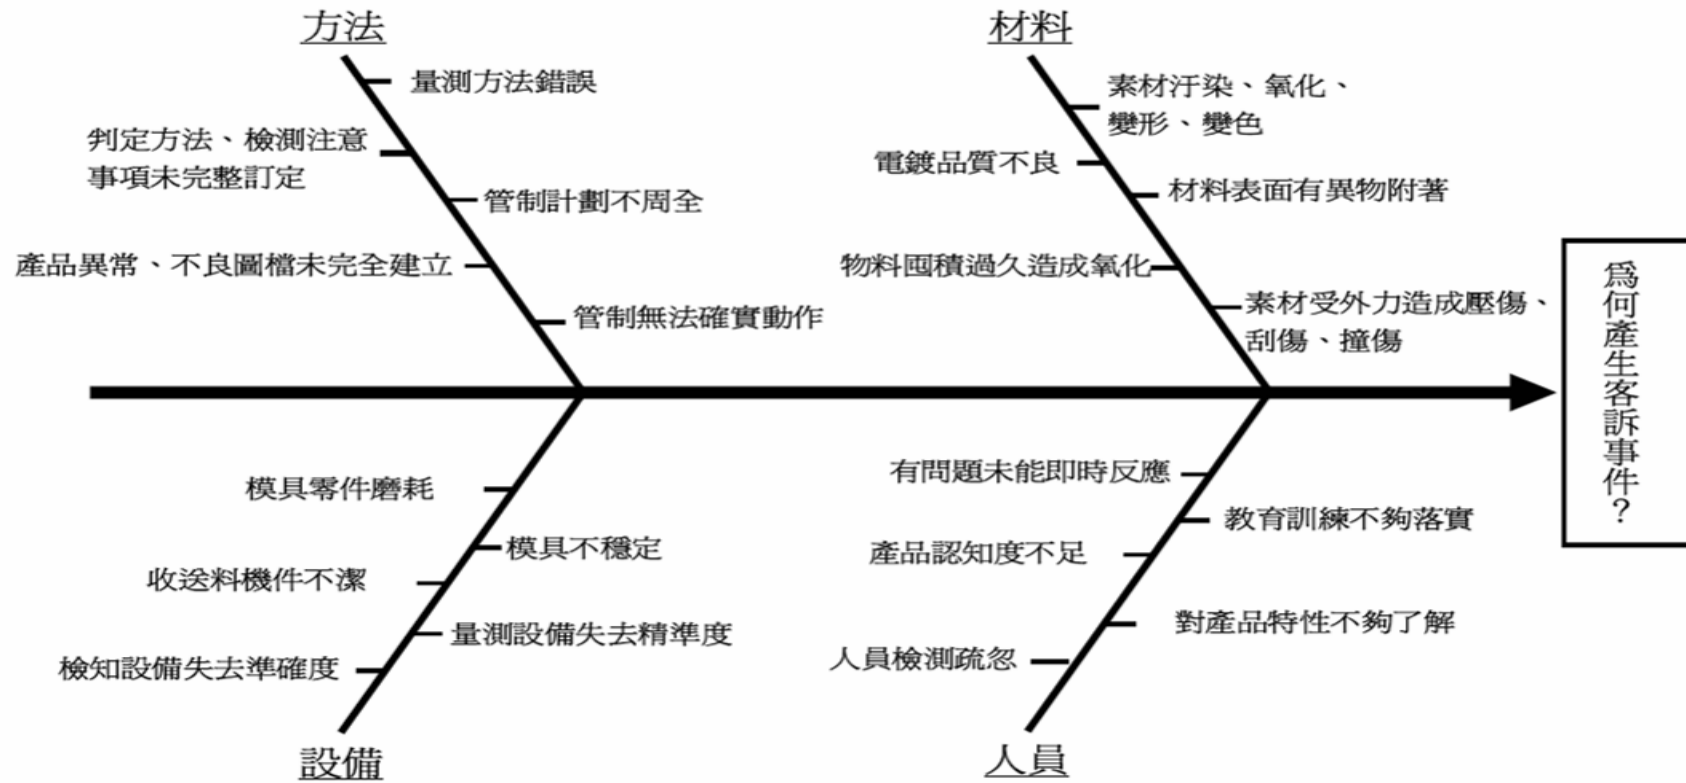 方法
量測方法錯誤
判定方法、檢測注意
事項未完整訂定
管制計劃不周全
產品異常、不良圖檔未完全建立
管制無法確實動作
材料
素材汙染、氧化、
變形、變色
電鍍品質不良
材料表面有異物附著
物料囤積過久造成氧化
素材受外力造成壓傷、
刮傷、撞傷
為何產生客訴事件？
模具零件磨耗
模具不穩定
收送料機件不潔
量測設備失去精準度
檢知設備失去準確度
設備
有問題未能即時反應
教育訓練不夠落實
產品認知度不足
對產品特性不夠了解
人員檢測疏忽
人員